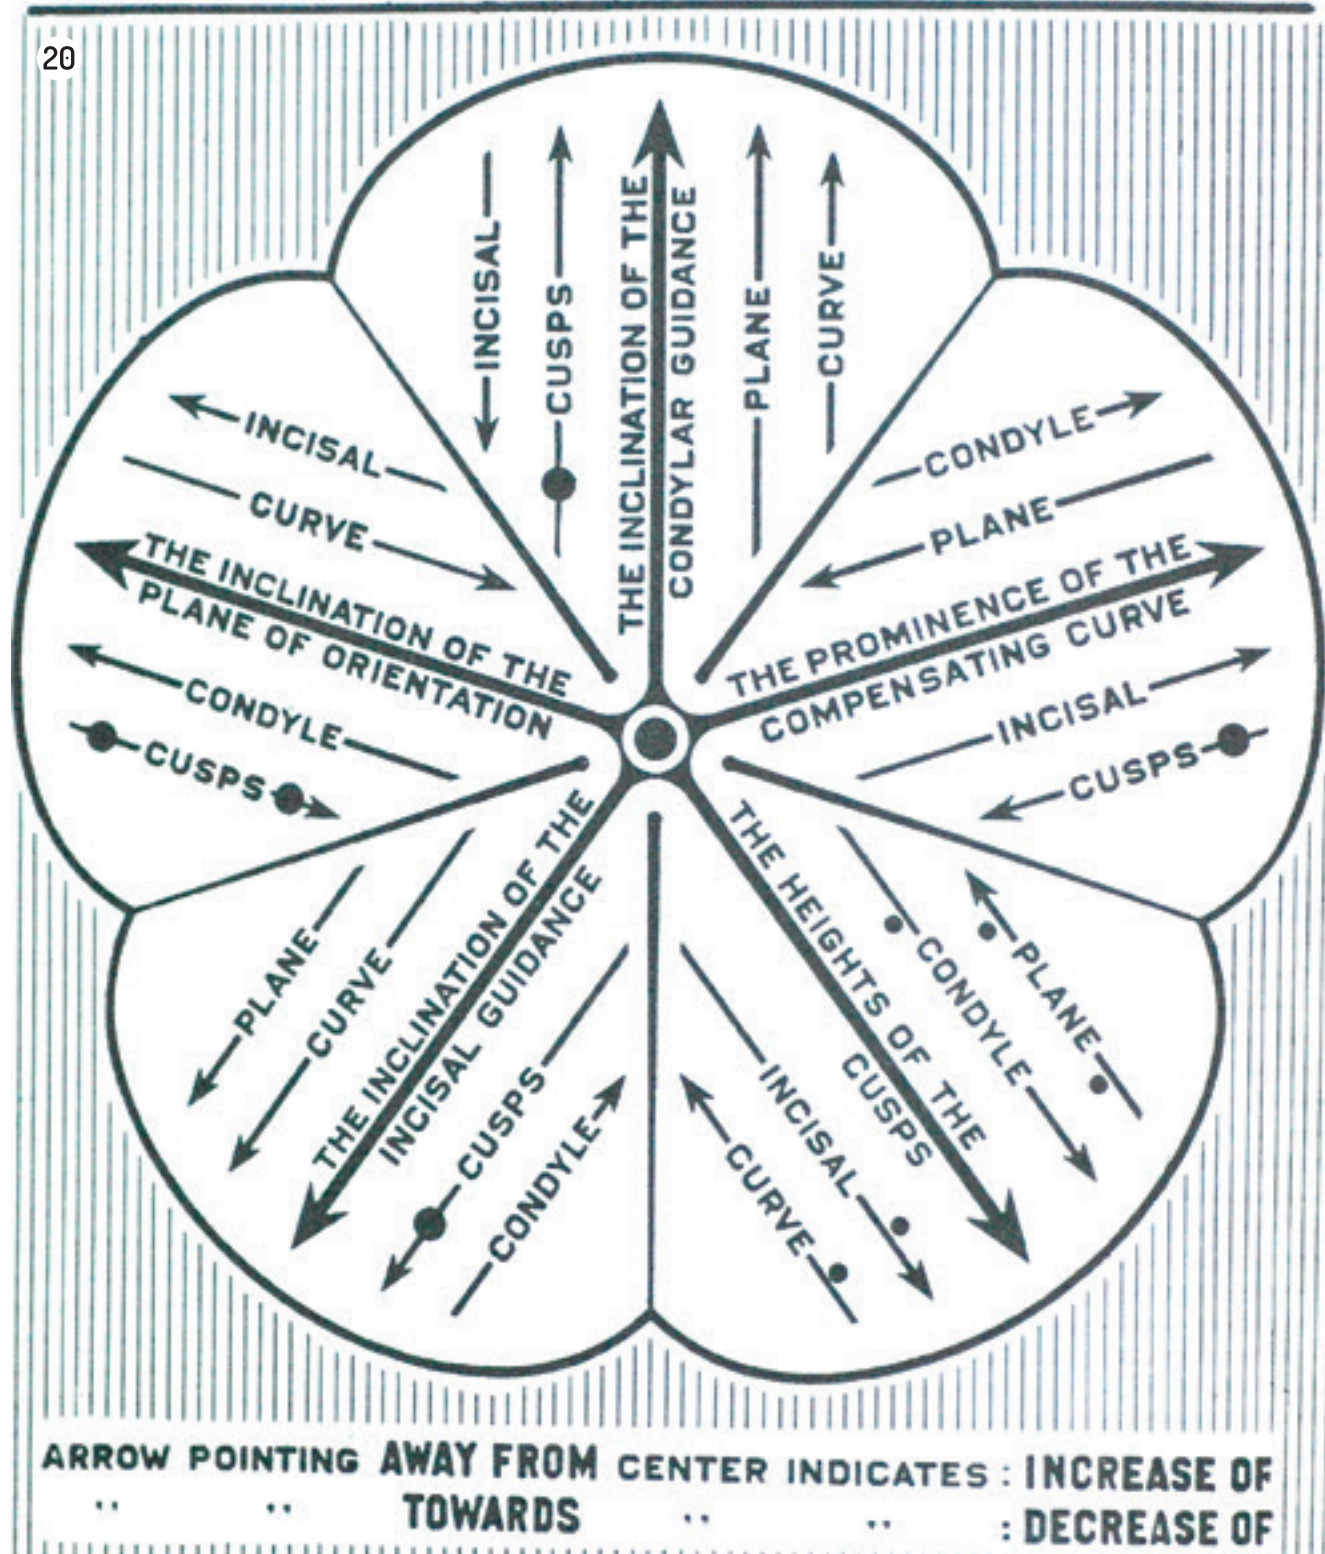 20
INCISAL
CUSPS
THE INCLINATION OF THE
CONDYLAR GUIDANCE
PLANE
CURVE
CONDYLE
PLANE
THE PROMINENCE OF THE
COMPENSATING CURVE
INCISAL
CUSPS
PLANE
CONDYLE
THE HEIGHTS OF THE
CUSPS
INCISAL
CURVE
PLANE
CURVE
THE INCLINATION OF THE
INCISAL GUIDANCE
CUSPS
CONDYLE
INCISAL
CURVE
THE INCLINATION OF THE
PLANE OF ORIENTATION
CONDYLE
CUSPS
ARROW POINTING AWAY FROM CENTER INDICATES : INCREASE OF
" " TOWARDS " " : DECREASE OF